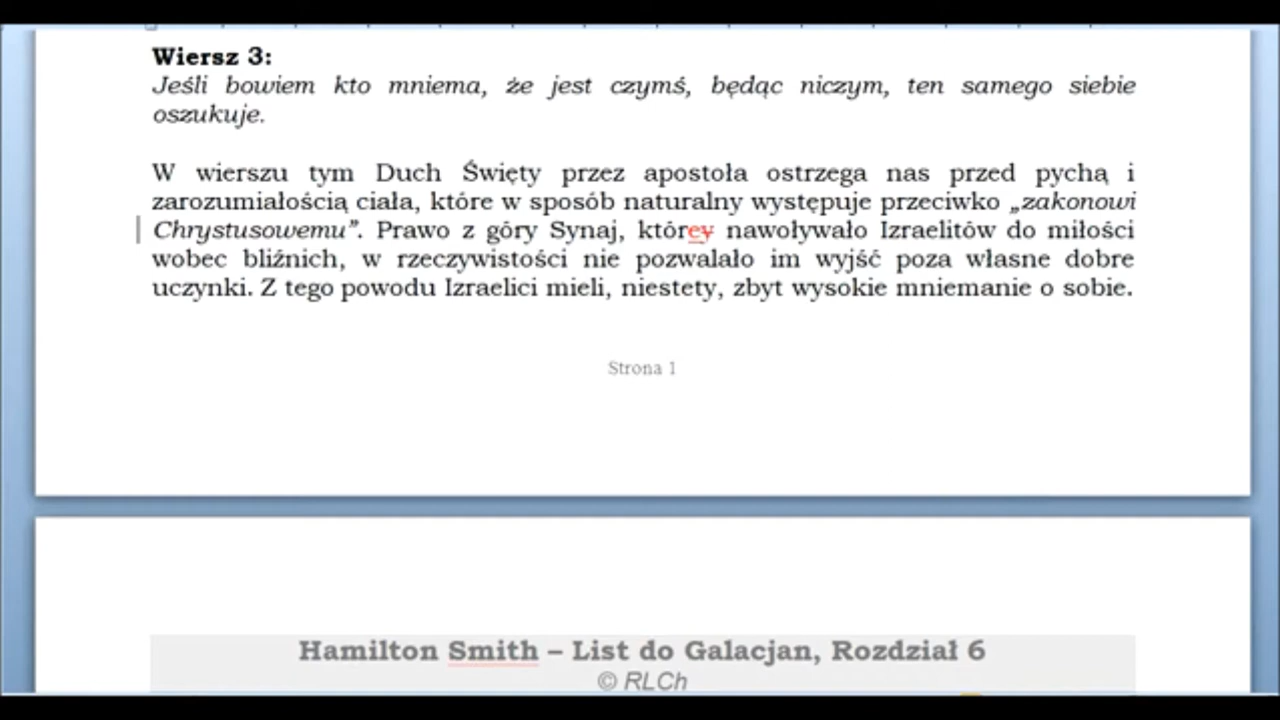 Wiersz 3:
Jeśli bowiem kto mniema, że jest czymś, będąc niczym, ten samego siebie
oszukuje.
W wierszu tym Duch Święty przez apostoła ostrzega nas przed pychą i
zarozumiałością ciała, które w sposób naturalny występuje przeciwko „zakonowi
Chrystusowemu”. Prawo z góry Synaj, którey nawoływało Izraelitów do miłości
wobec bliźnich, w rzeczywistości nie pozwalało im wyjść poza własne dobre
uczynki. Z tego powodu Izraelici mieli, niestety, zbyt wysokie mniemanie o sobie.
Strona 1
Hamilton Smith – List do Galacjan, Rozdział 6
© RLCh